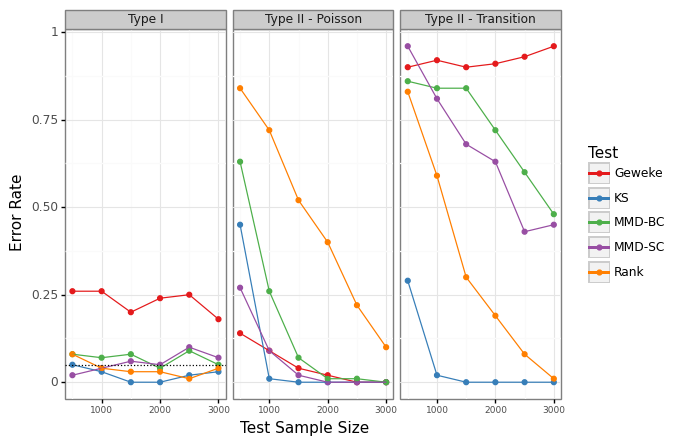 Type I
Type II - Poisson
Type II - Transition
1
0.75
0.50
0.25
0
Error Rate
1000 2000 3000
1000 2000 3000
1000 2000 3000
Test Sample Size
Test
Geweke
KS
MMD-BC
MMD-SC
Rank